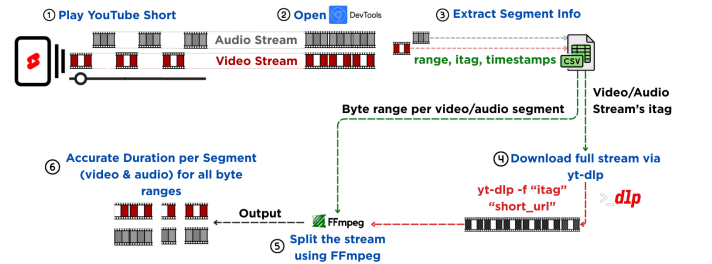 ① Play YouTube Short
② Open DevTools
③ Extract Segment Info
Audio Stream
Video Stream
range, itag, timestamps
CSV
Byte range per video/audio segment
Video/Audio
Stream's itag
④ Download full stream via
yt-dlp
yt-dlp -f “itag”
“short_url”
>_dlp
FFmpeg
⑤ Split the stream
using FFmpeg
Output
⑥ Accurate Duration per Segment
(video & audio) for all byte
ranges